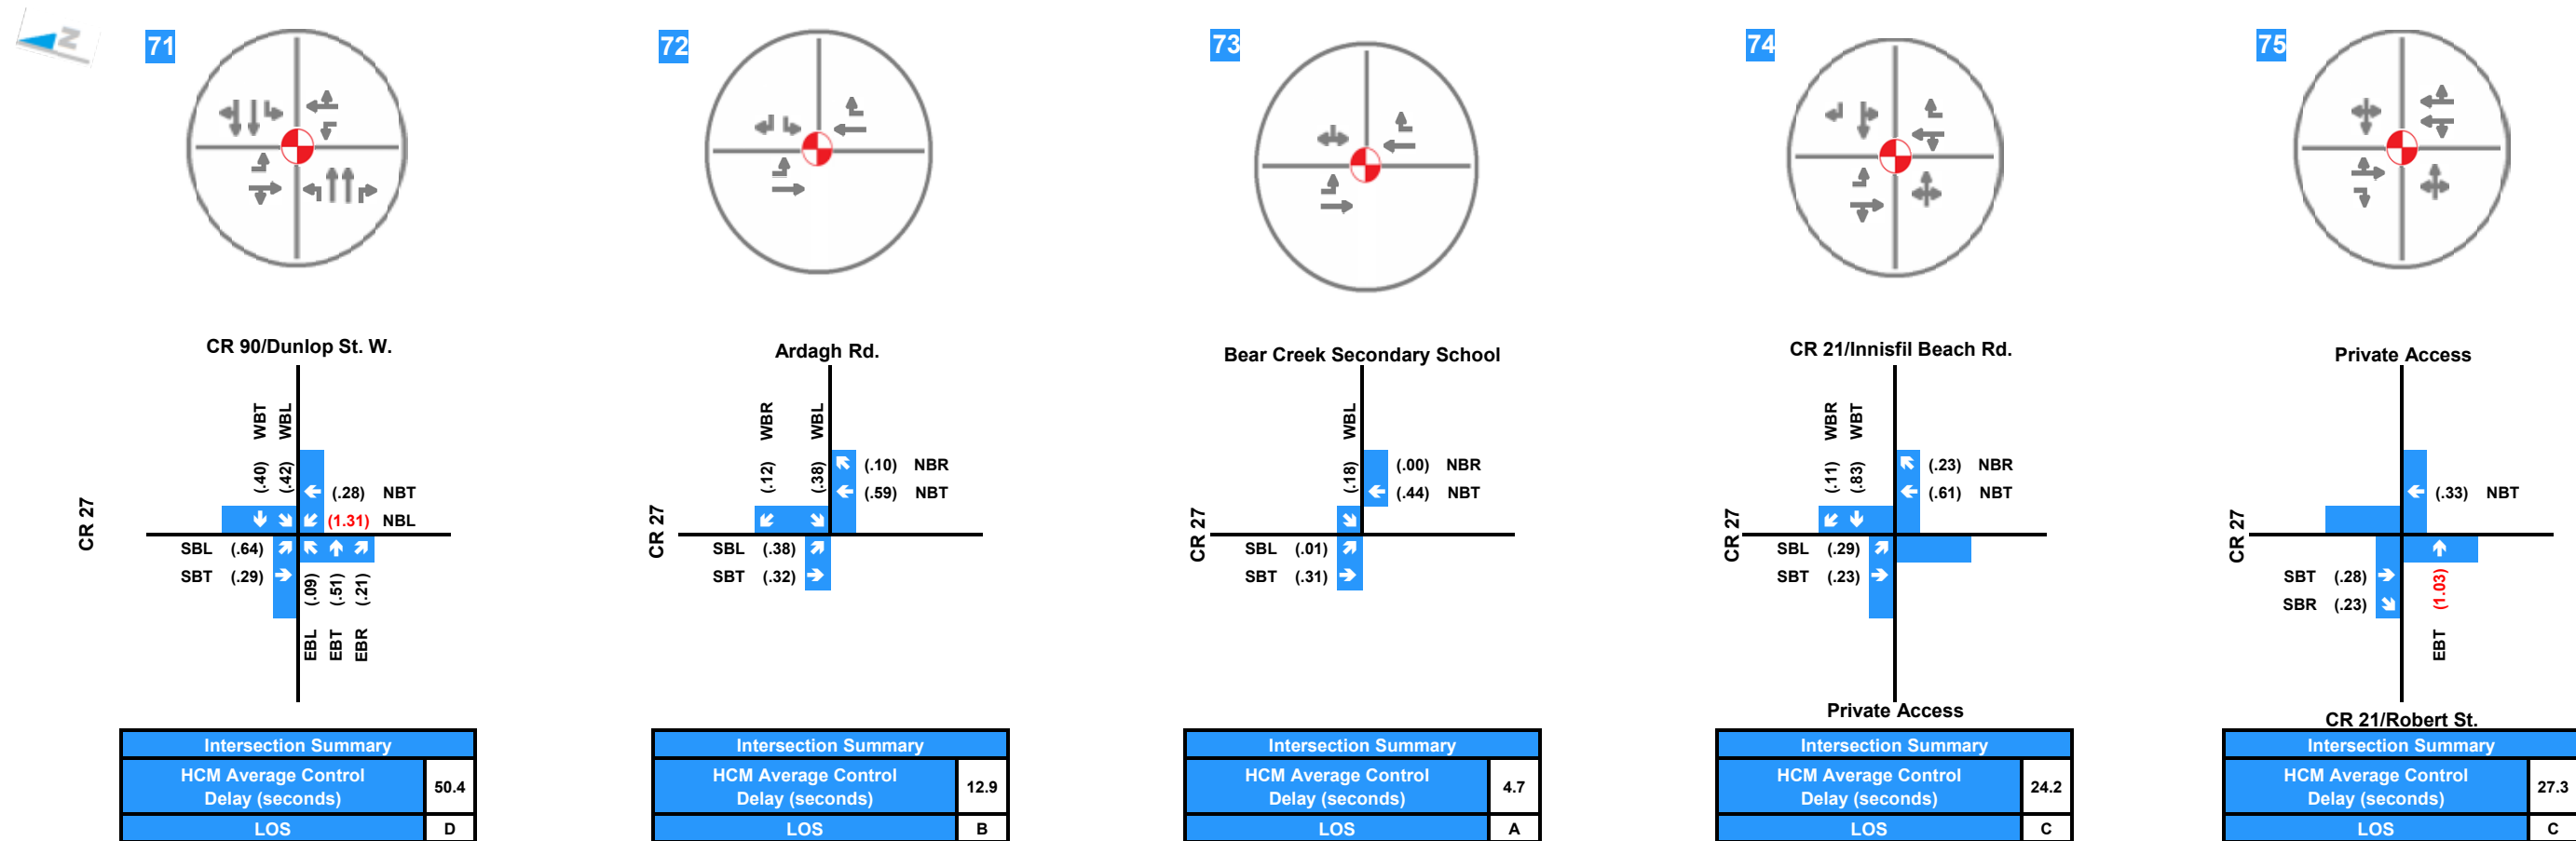 N
71
72
73
74
75
CR 90/Dunlop St. W.
WBT
WBL
(.40)
(.42)
(.28) NBT
(1.31) NBL
CR 27
SBL (.64)
SBT (.29)
(.09)
(.51)
(.21)
EBL
EBT
EBR
Intersection Summary
HCM Average Control
Delay (seconds)
50.4
LOS
D
Ardagh Rd.
WBR
WBL
(.12)
(.38)
(.10) NBR
(.59) NBT
CR 27
SBL (.38)
SBT (.32)
Intersection Summary
HCM Average Control
Delay (seconds)
12.9
LOS
B
Bear Creek Secondary School
WBL
(.18)
(.00) NBR
(.44) NBT
CR 27
SBL (.01)
SBT (.31)
Intersection Summary
HCM Average Control
Delay (seconds)
4.7
LOS
A
CR 21/Innisfil Beach Rd.
WBR
WBT
(.11)
(.83)
(.23) NBR
(.61) NBT
CR 27
SBL (.29)
SBT (.23)
Private Access
Intersection Summary
HCM Average Control
Delay (seconds)
24.2
LOS
C
Private Access
(.33) NBT
CR 27
SBT (.28)
SBR (.23)
(1.03)
EBT
CR 21/Robert St.
Intersection Summary
HCM Average Control
Delay (seconds)
27.3
LOS
C